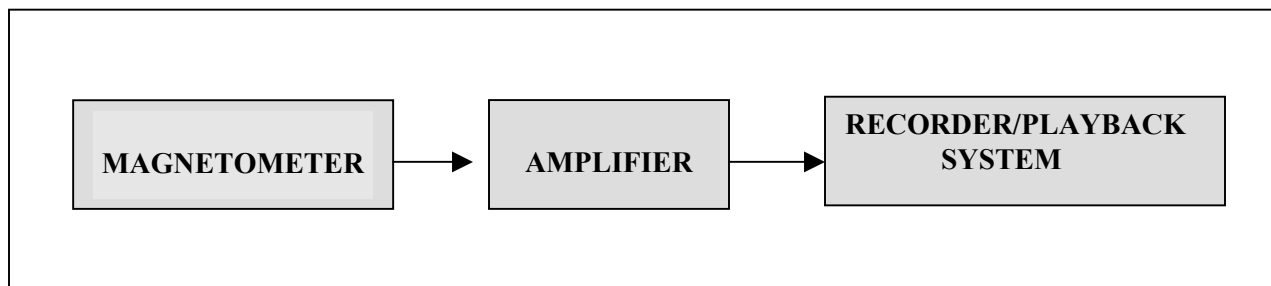 MAGNETOMETER
AMPLIFIER
RECORDER/PLAYBACK
SYSTEM